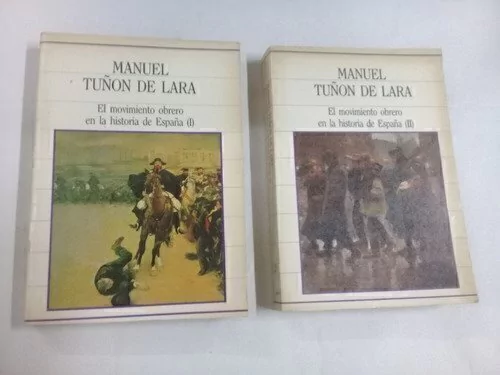 MANUEL
TUÑON DE LARA
El movimiento obrero
en la historia de España (I)
MANUEL
TUÑON DE LARA
El movimiento obrero
en la historia de España (II)